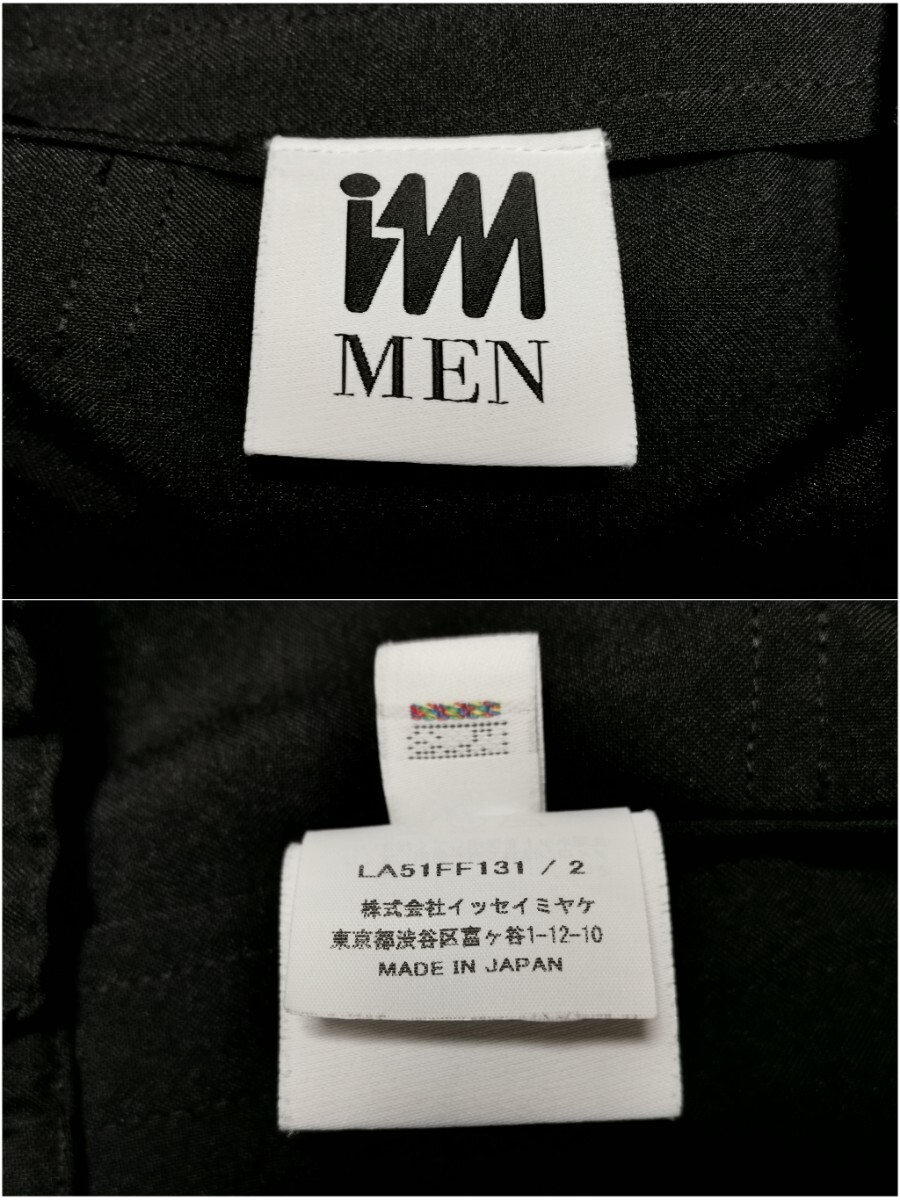 im
MEN
LA51FF131 / 2
株式会社イッセイミヤケ
東京都渋谷区富ヶ谷1-12-10
MADE IN JAPAN